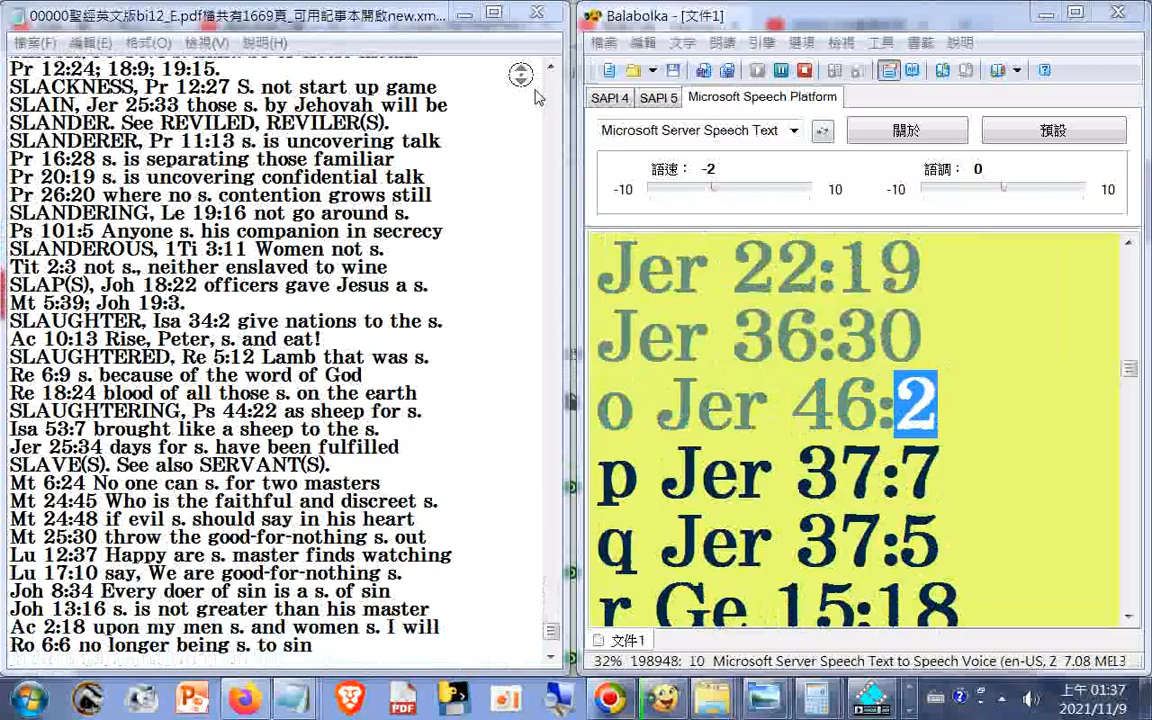 00000聖經英文版bi12_E.pdf檔共有1669頁_可用記事本開啟new.xm...
檔案(F) 編輯(E) 格式(O) 檢視(V) 說明(H)
Pr 12:24; 18:9; 19:15.
SLACKNESS, Pr 12:27 S. not start up game
SLAIN, Jer 25:33 those s. by Jehovah will be
SLANDER. See REVILED, REVILER(S).
SLANDERER, Pr 11:13 s. is uncovering talk
Pr 16:28 s. is separating those familiar
Pr 20:19 s. is uncovering confidential talk
Pr 26:20 where no s. contention grows still
SLANDERING, Le 19:16 not go around s.
Ps 101:5 Anyone s. his companion in secrecy
SLANDEROUS, 1Ti 3:11 Women not s.
Tit 2:3 not s., neither enslaved to wine
SLAP(S), Joh 18:22 officers gave Jesus a s.
Mt 5:39; Joh 19:3.
SLAUGHTER, Isa 34:2 give nations to the s.
Ac 10:13 Rise, Peter, s. and eat!
SLAUGHTERED, Re 5:12 Lamb that was s.
Re 6:9 s. because of the word of God
Re 18:24 blood of all those s. on the earth
SLAUGHTERING, Ps 44:22 as sheep for s.
Isa 53:7 brought like a sheep to the s.
Jer 25:34 days for s. have been fulfilled
SLAVE(S). See also SERVANT(S).
Mt 6:24 No one can s. for two masters
Mt 24:45 Who is the faithful and discreet s.
Mt 24:48 if evil s. should say in his heart
Mt 25:30 throw the good-for-nothing s. out
Lu 12:37 Happy are s. master finds watching
Lu 17:10 say, We are good-for-nothing s.
Joh 8:34 Every doer of sin is a s. of sin
Joh 13:16 s. is not greater than his master
Ac 2:18 upon my men s. and women s. I will
Ro 6:6 no longer being s. to sin
Balabolka - [文件1]
檔案 編輯 文字 朗讀 引擎 選項 檢視 工具 書籤 說明
SAPI 4 SAPI 5 Microsoft Speech Platform
Microsoft Server Speech Text 關於 預設
語速： -2 語調： 0
-10 10 -10 10
Jer 22:19
Jer 36:30
o Jer 46:2
p Jer 37:7
q Jer 37:5
r Ge 15:18
文件1
32% 198948: 10 Microsoft Server Speech Text to Speech Voice (en-US, Z 7.08 МБ
PDF
上午 01:37
2021/11/9